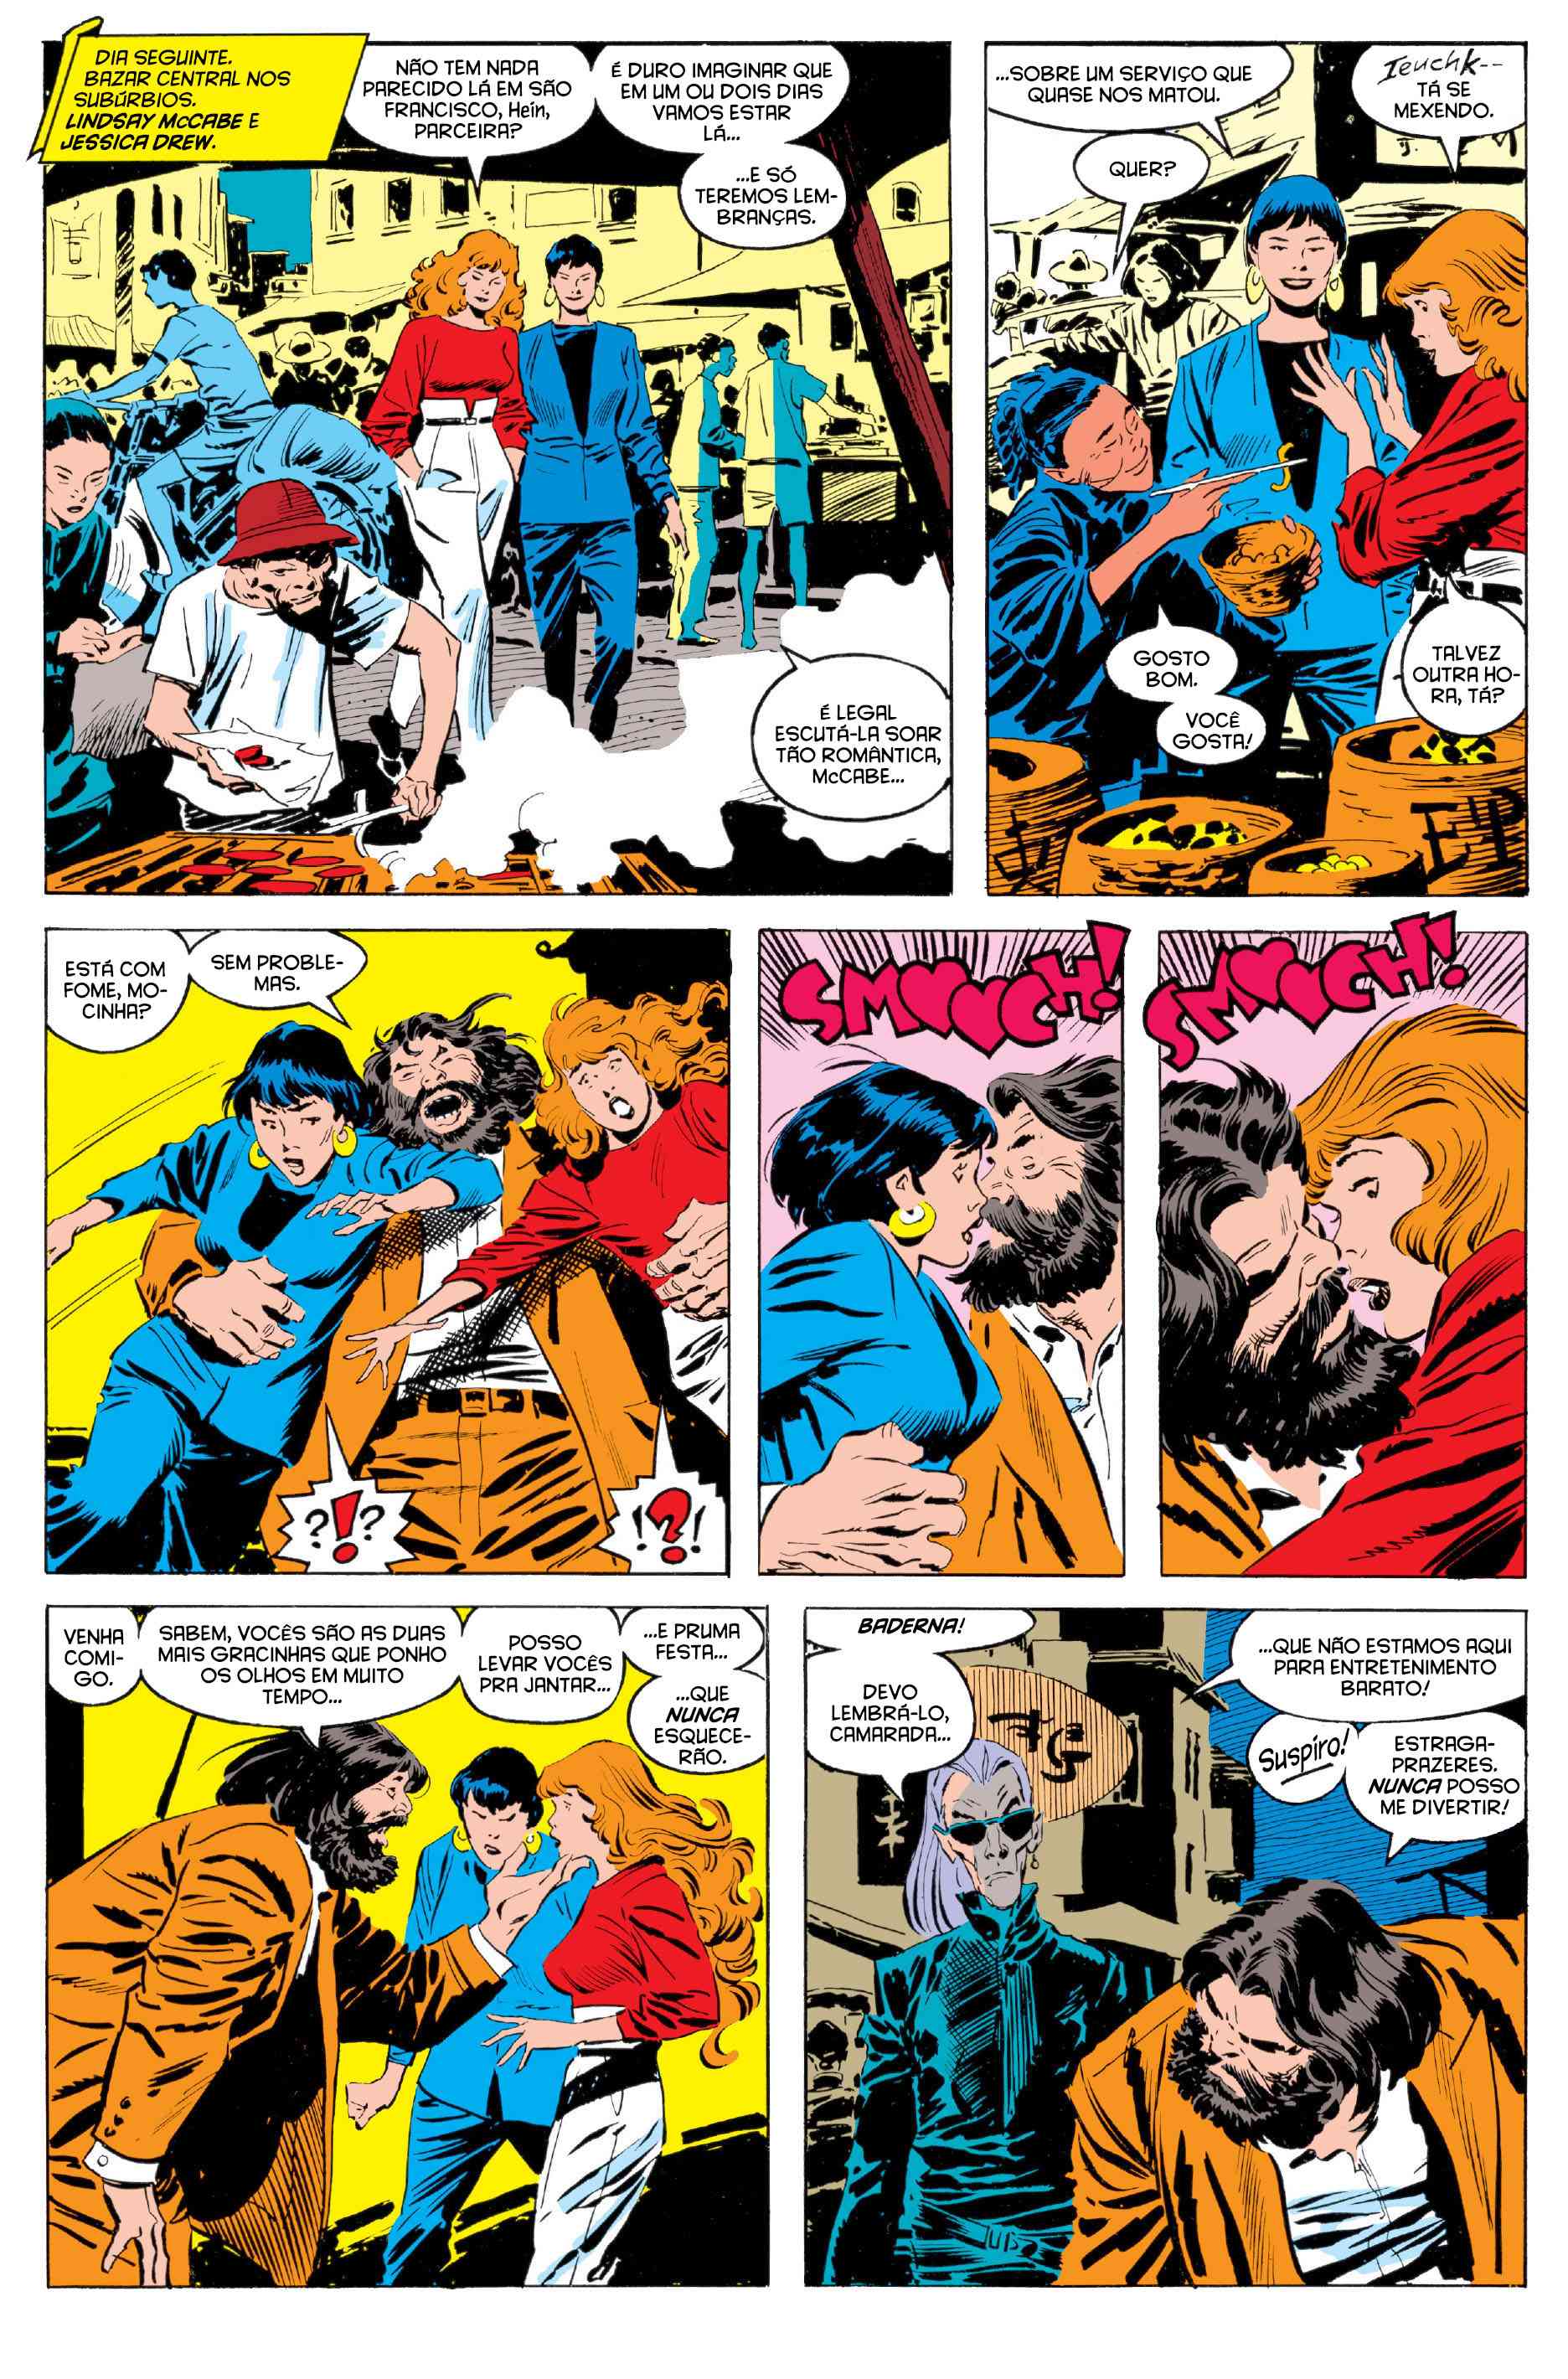 DIA SEGUINTE.
BAZAR CENTRAL NOS
SUBÚRBIOS.
LINDSAY McCABE E
JESSICA DREW.
NÃO TEM NADA
PARECIDO LÁ EM SÃO
FRANCISCO, Hein,
PARCEIRA?
É DURO IMAGINAR QUE
EM UM OU DOIS DIAS
VAMOS ESTAR
LÁ...
...E SÓ
TEREMOS LEM-
BRANÇAS.
É LEGAL
ESCUTÁ-LA SOAR
TÃO ROMÂNTICA,
McCABE...
...SOBRE UM SERVIÇO QUE
QUASE NOS MATOU.
QUER?
Ieuchk--
TÁ SE
MEXENDO.
GOSTO
BOM.
VOCÊ
GOSTA!
TALVEZ
OUTRA HO-
RA, TÁ?
ESTÁ COM
FOME, MO-
CINHA?
SEM PROBLE-
MAS.
?!?
!?!
SMOOOCH!
SMOOOCH!
VENHA
COMI-
GO.
SABEM, VOCÊS SÃO AS DUAS
MAIS GRACINHAS QUE PONHO
OS OLHOS EM MUITO
TEMPO...
POSSO
LEVAR VOCÊS
PRA JANTAR...
...E PRUMA
FESTA...
...QUE
NUNCA
ESQUECE-
RÃO.
BADERNA!
DEVO
LEMBRÁ-LO,
CAMARADA...
...QUE NÃO ESTAMOS AQUI
PARA ENTRETENIMENTO
BARATO!
Suspiro!
ESTRAGA-
PRAZERES.
NUNCA POSSO
ME DIVERTIR!